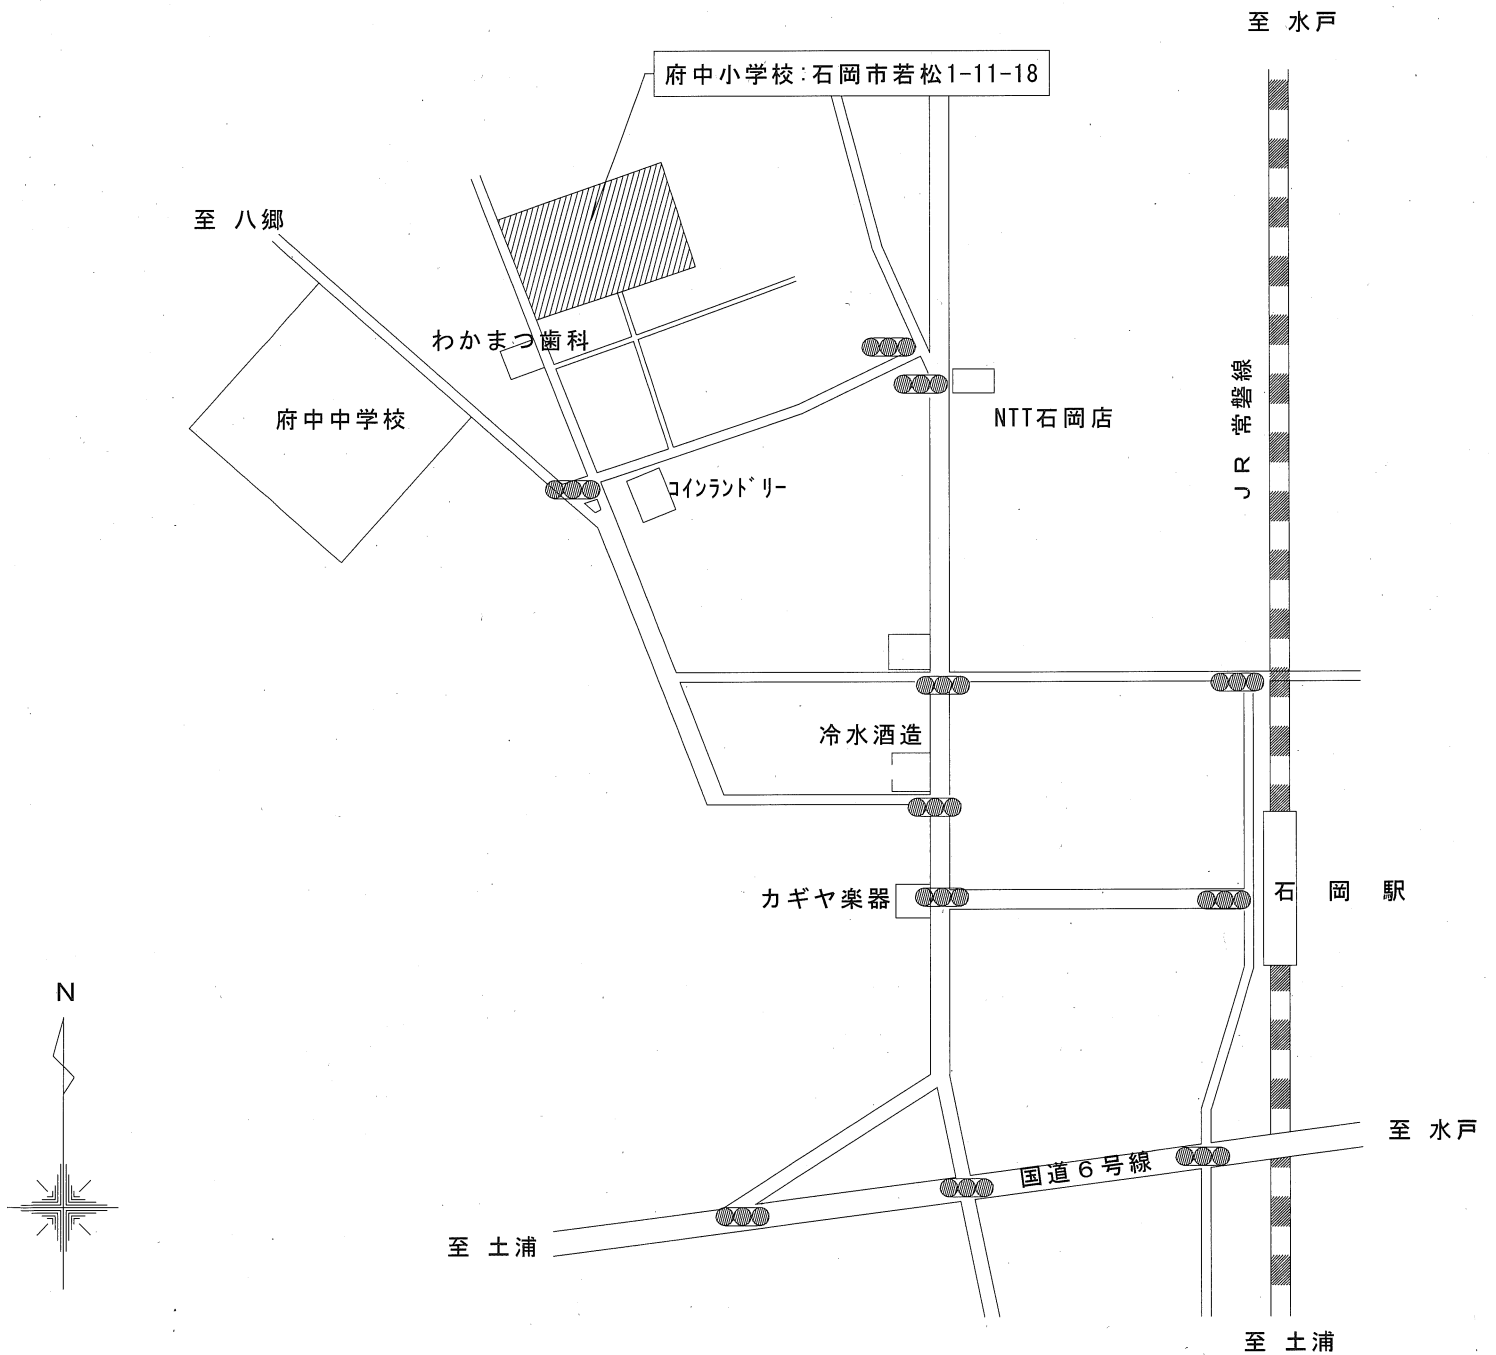 至 水戸
府中小学校:石岡市若松1-11-18
至 八郷
わかまつ歯科
府中中学校
NTT石岡店
JR 常磐線
コインランドリー
冷水酒造
カギヤ楽器
石岡駅
N
至 水戸
国道6号線
至 土浦
至 土浦